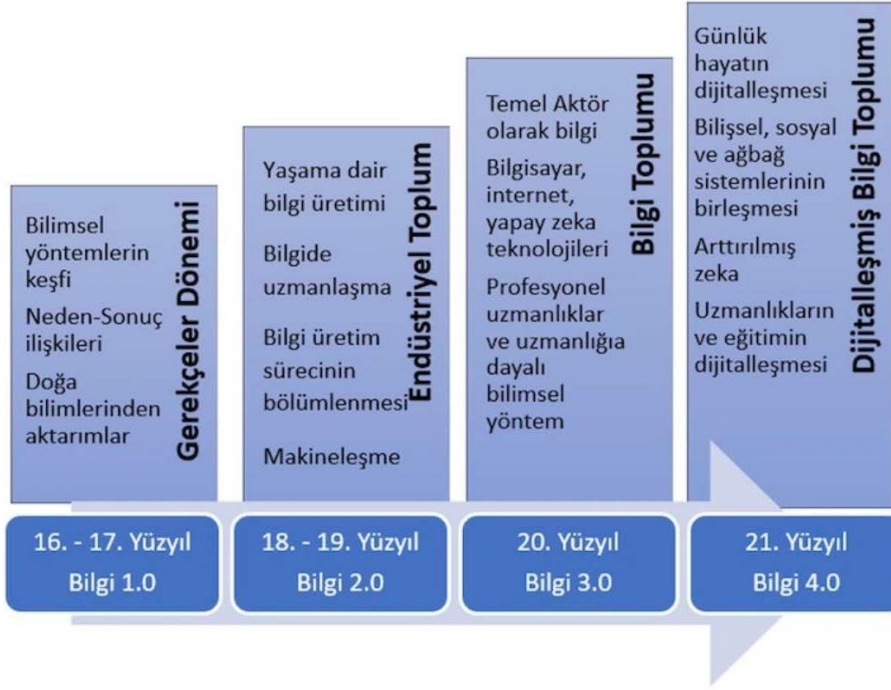 Bilimsel
yöntemlerin
keşfi
Neden-Sonuç
ilişkileri
Doğa
bilimlerinden
aktarımlar
Gerekçeler Dönemi
16. - 17. Yüzyıl
Bilgi 1.0
Yaşama dair
bilgi üretimi
Bilgide
uzmanlaşma
Bilgi üretim
sürecinin
bölümlenmesi
Makineleşme
Endüstriyel Toplum
18. - 19. Yüzyıl
Bilgi 2.0
Temel Aktör
olarak bilgi
Bilgisayar,
internet,
yapay zeka
teknolojileri
Profesyonel
uzmanlıklar
ve uzmanlığıa
dayalı
bilimsel
yöntem
Bilgi Toplumu
20. Yüzyıl
Bilgi 3.0
Günlük
hayatın
dijitalleşmesi
Bilişsel, sosyal
ve ağbağ
sistemlerinin
birleşmesi
Arttırılmış
zeka
Uzmanlıkların
ve eğitimin
dijitalleşmesi
Dijitalleşmiş Bilgi Toplumu
21. Yüzyıl
Bilgi 4.0